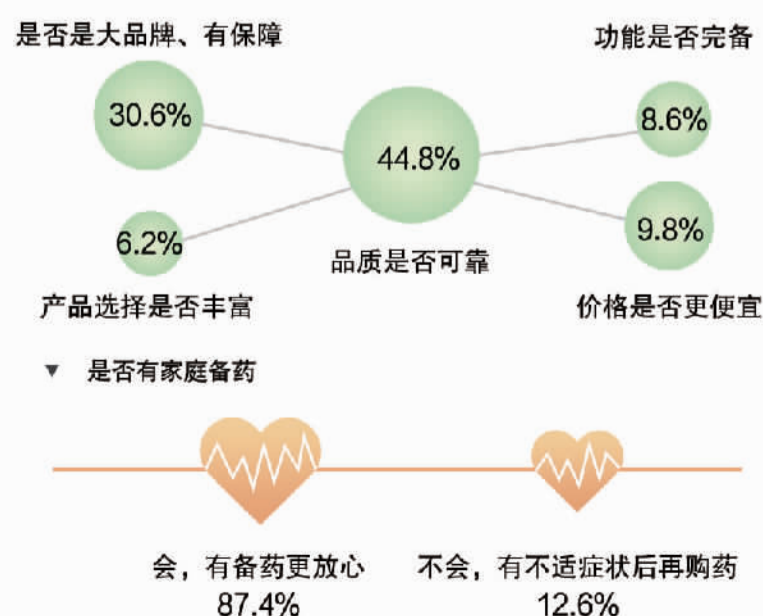 是否是大品牌、有保障
功能是否完备
30.6%
44.8%
8.6%
6.2%
9.8%
品质是否可靠
产品选择是否丰富
价格是否更便宜
▼ 是否有家庭备药
会，有备药更放心
87.4%
不会，有不适症状后再购药
12.6%